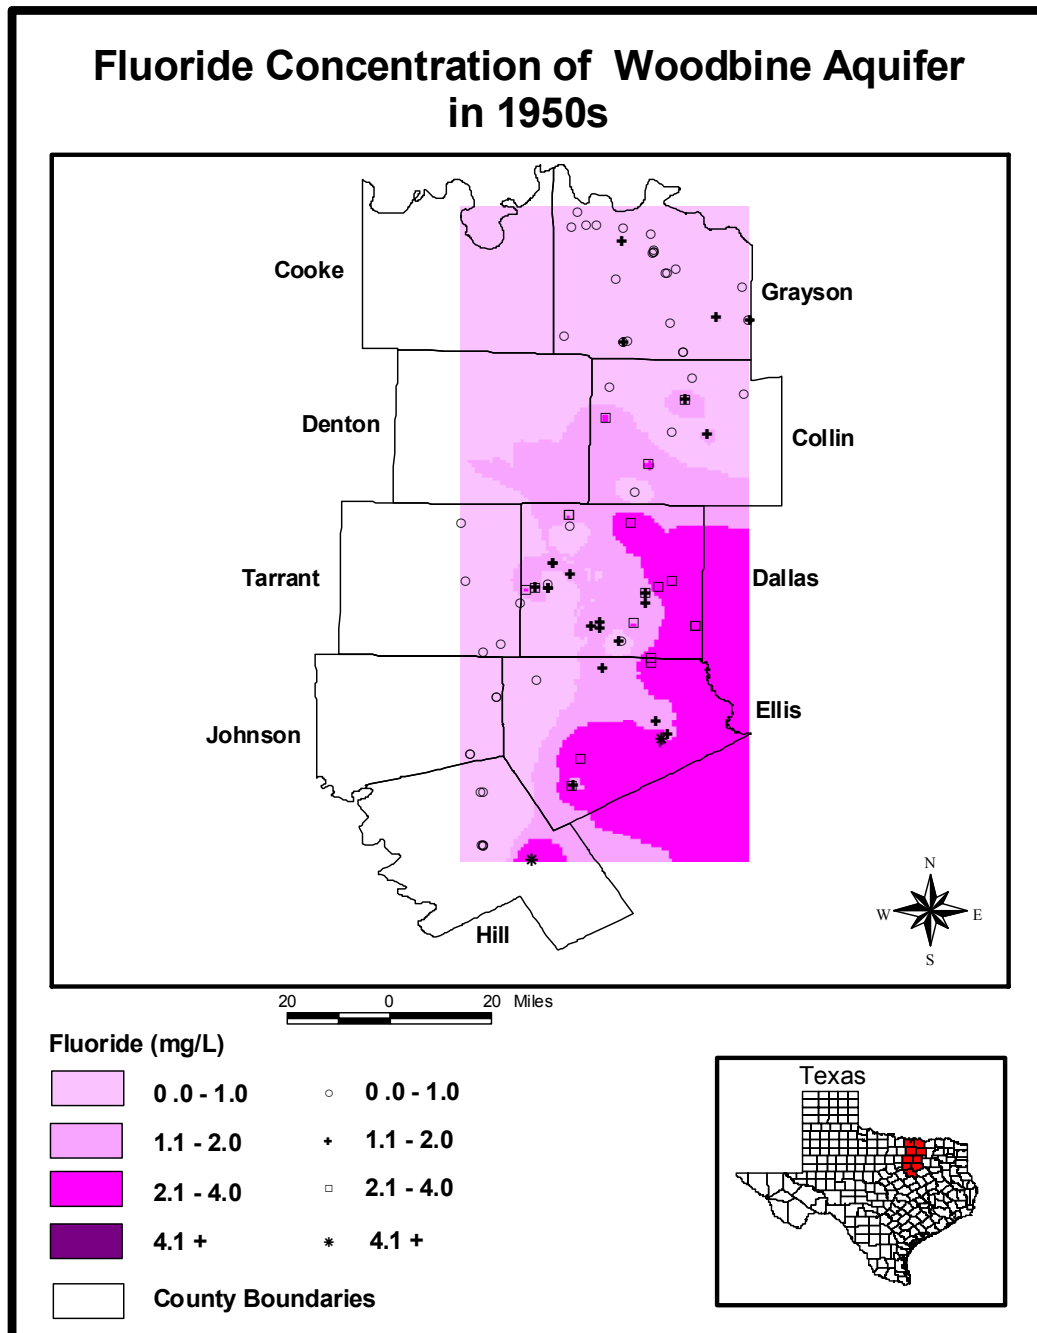 Fluoride Concentration of Woodbine Aquifer
in 1950s
Cooke
Grayson
Denton
Collin
Tarrant
Dallas
Johnson
Ellis
Hill
N
W E
S
20 0 20 Miles
Fluoride (mg/L)
0 .0 - 1.0 0 .0 - 1.0
1.1 - 2.0 1.1 - 2.0
2.1 - 4.0 2.1 - 4.0
4.1 + 4.1 +
County Boundaries
Texas